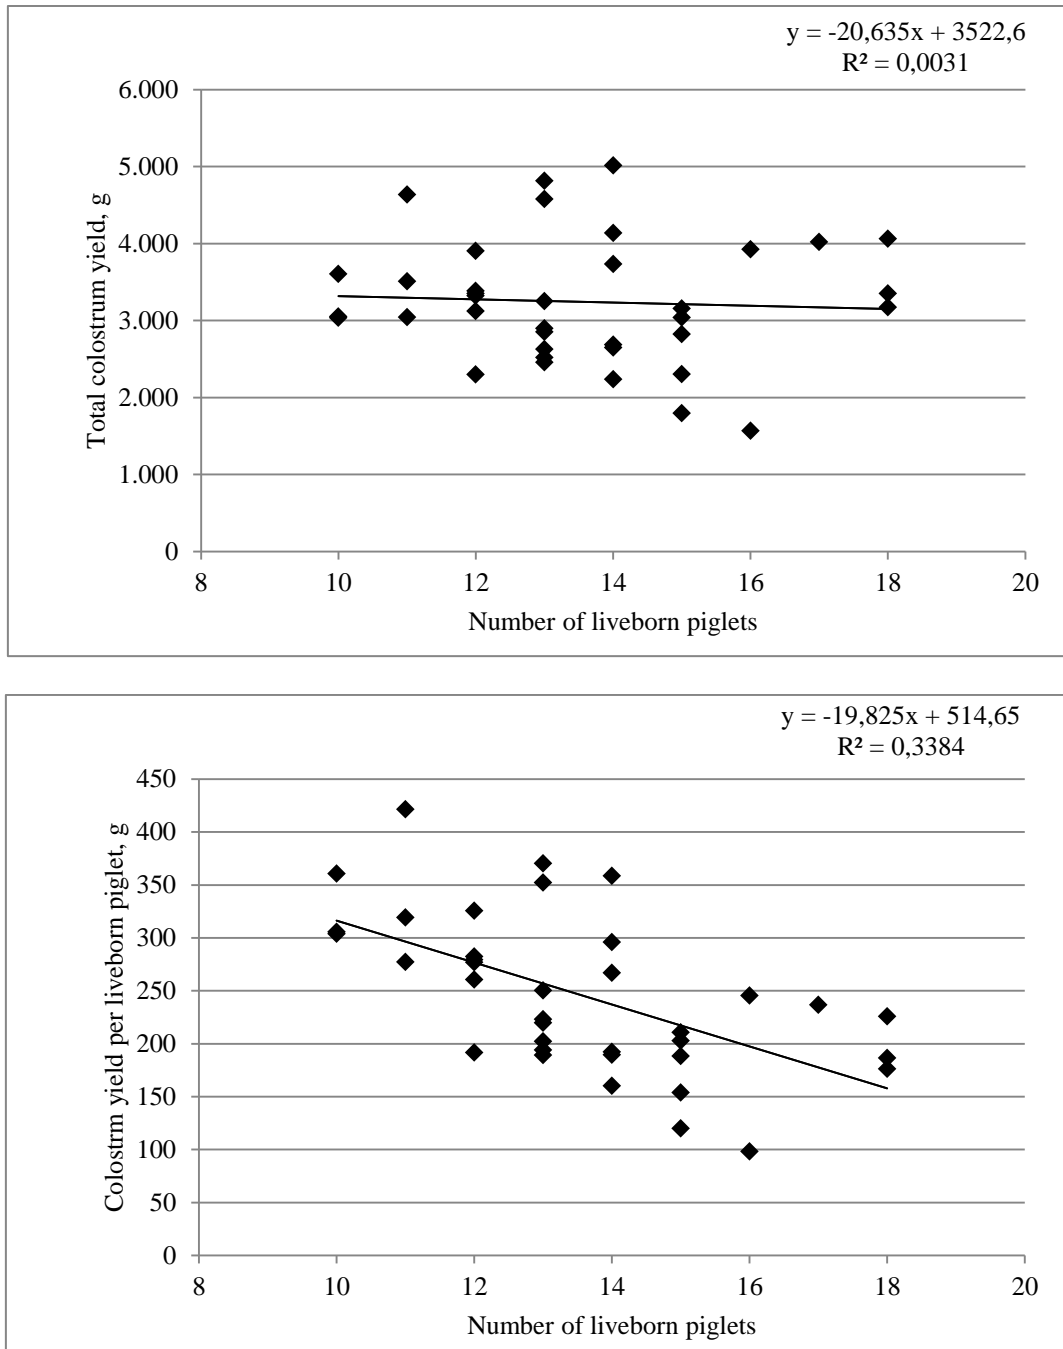 y = -20,635x + 3522,6
R² = 0,0031
Total colostrum yield, g
6.000
5.000
4.000
3.000
2.000
1.000
0
8 10 12 14 16 18 20
Number of liveborn piglets
y = -19,825x + 514,65
R² = 0,3384
Colostrm yield per liveborn piglet, g
450
400
350
300
250
200
150
100
50
0
8 10 12 14 16 18 20
Number of liveborn piglets